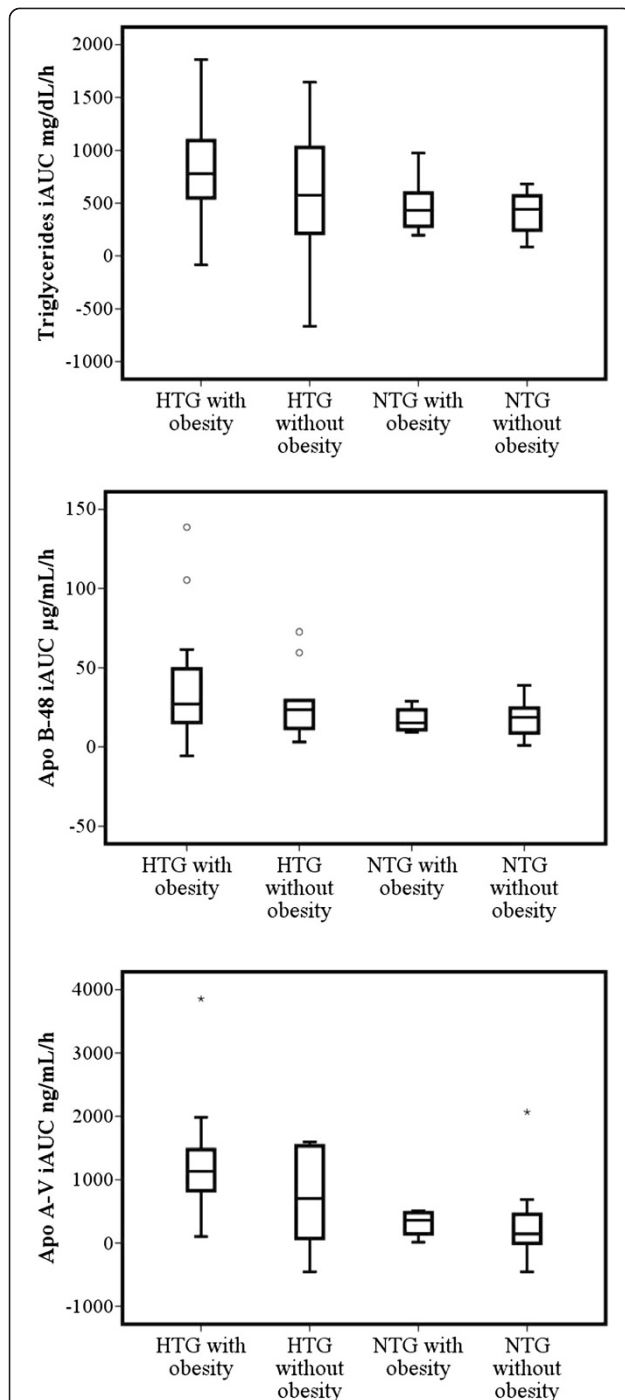 Triglycerides iAUC mg/dL/h
2000
1500
1000
500
0
-500
-1000
HTG with
obesity
HTG
without
obesity
NTG with
obesity
NTG
without
obesity
Apo B-48 iAUC µg/mL/h
150
100
50
0
-50
HTG with
obesity
HTG
without
obesity
NTG with
obesity
NTG
without
obesity
Apo A-V iAUC ng/mL/h
4000
3000
2000
1000
0
-1000
HTG with
obesity
HTG
without
obesity
NTG with
obesity
NTG
without
obesity